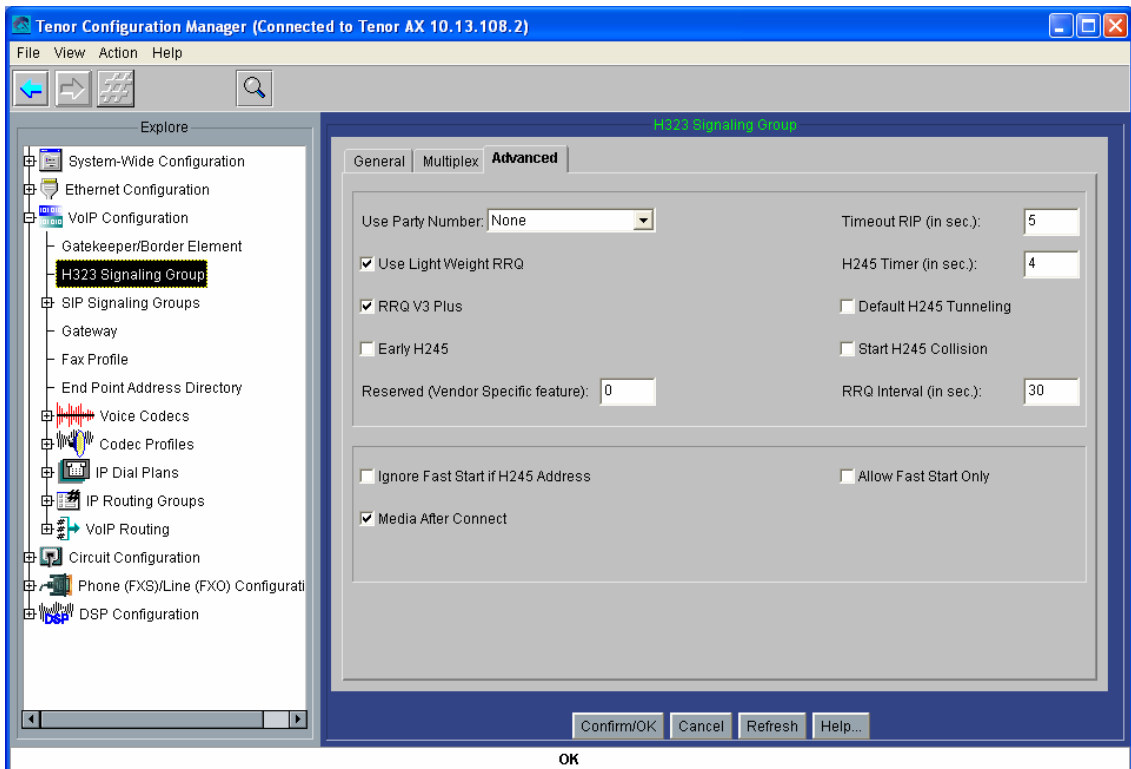 Tenor Configuration Manager (Connected to Tenor AX 10.13.108.2)
File View Action Help
Explore
System-Wide Configuration
Ethernet Configuration
VoIP Configuration
Gatekeeper/Border Element
H323 Signaling Group
SIP Signaling Groups
Gateway
Fax Profile
End Point Address Directory
Voice Codecs
Codec Profiles
IP Dial Plans
IP Routing Groups
VoIP Routing
Circuit Configuration
Phone (FXS)/Line (FXO) Configurati
DSP DSP Configuration
H323 Signaling Group
General Multiplex Advanced
Use Party Number: None Timeout RIP (in sec.): 5
Use Light Weight RRQ H245 Timer (in sec.): 4
RRQ V3 Plus Default H245 Tunneling
Early H245 Start H245 Collision
Reserved (Vendor Specific feature): 0 RRQ Interval (in sec.): 30
Ignore Fast Start if H245 Address Allow Fast Start Only
Media After Connect
Confirm/OK Cancel Refresh Help...
OK